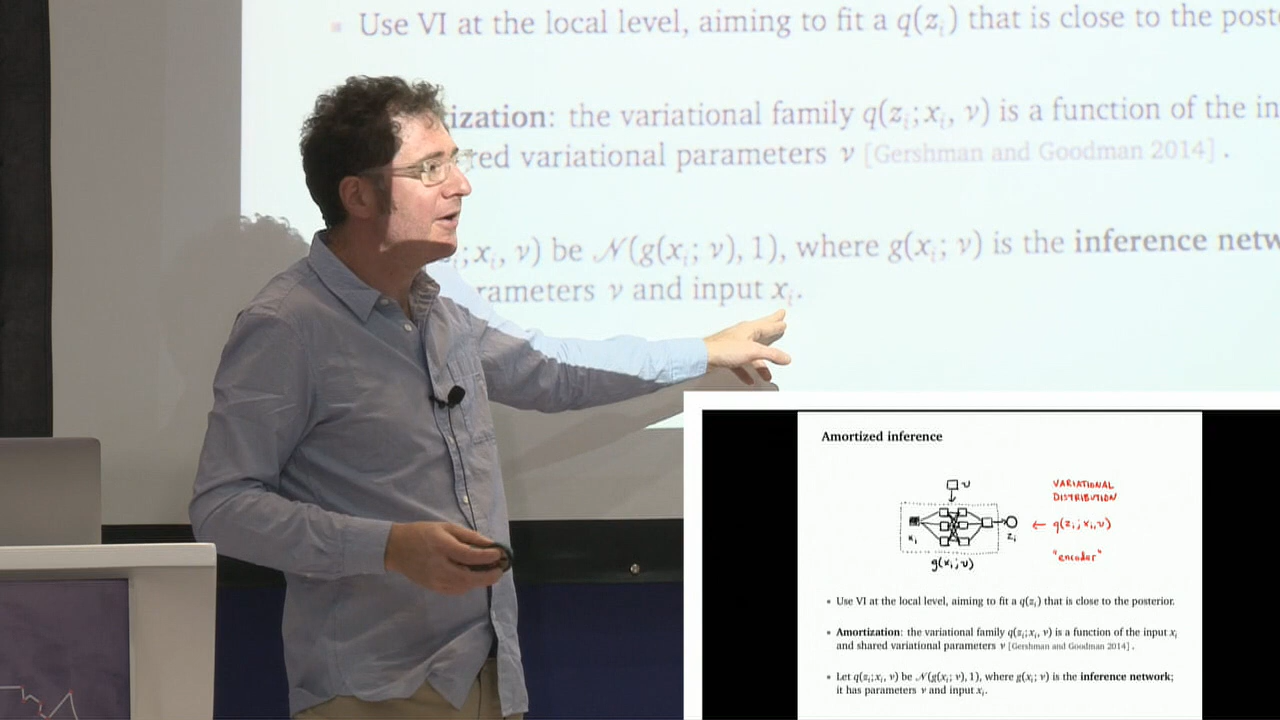 Use VI at the local level, aiming to fit a q(zᵢ) that is close to the
ization: the variational family q(zᵢ; xᵢ, ν) is a function of the in
red variational parameters ν [Gershman and Goodman 2014] .
; xᵢ, ν) be 𝒩(g(xᵢ; ν), 1), where g(xᵢ; ν) is the inference netw
rameters ν and input xᵢ.
Amortized inference
ν
VARIATIONAL
DISTRIBUTION
xᵢ
zᵢ
← q(zᵢ; xᵢ, ν)
g(xᵢ; ν)
"encoder"
Use VI at the local level, aiming to fit a q(zᵢ) that is close to the posterior.
Amortization: the variational family q(zᵢ; xᵢ, ν) is a function of the input xᵢ
and shared variational parameters ν [Gershman and Goodman 2014] .
Let q(zᵢ; xᵢ, ν) be 𝒩(g(xᵢ; ν), 1), where g(xᵢ; ν) is the inference network;
it has parameters ν and input xᵢ.